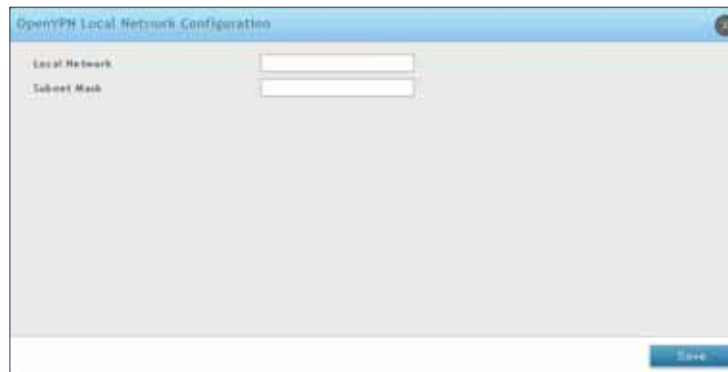 OpenVPN Local Network Configuration
Local Network
Subnet Mask
Save